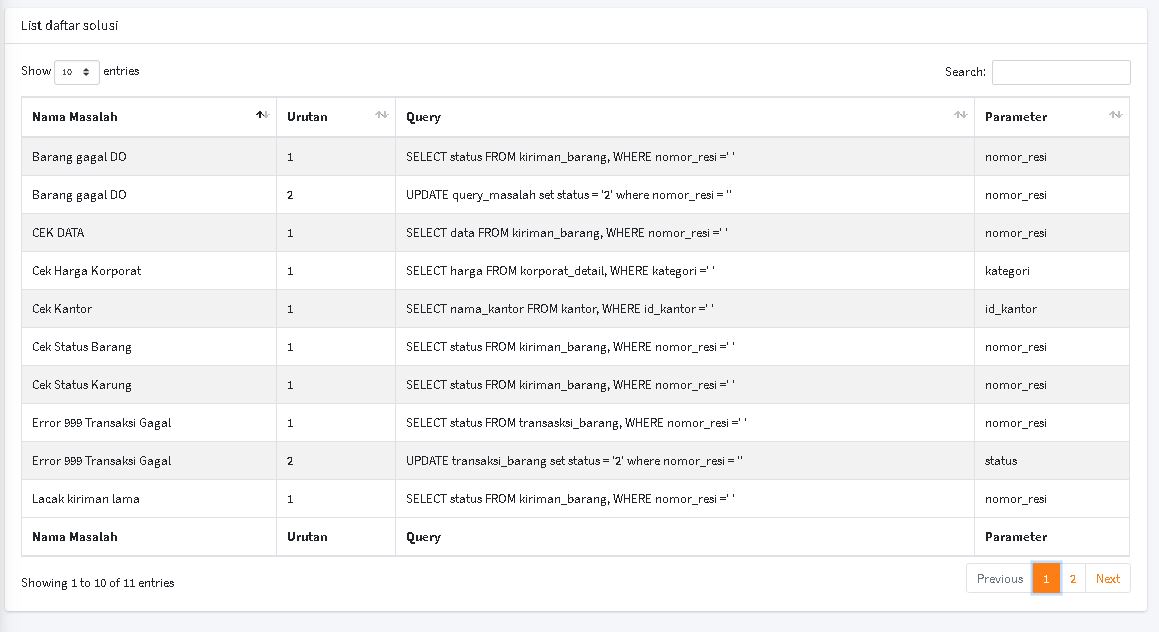 List daftar solusi
Show 10 entries Search:
Nama Masalah Urutan Query Parameter
Barang gagal DO 1 SELECT status FROM kiriman_barang, WHERE nomor_resi =' ' nomor_resi
Barang gagal DO 2 UPDATE query_masalah set status = '2' where nomor_resi = '' nomor_resi
CEK DATA 1 SELECT data FROM kiriman_barang, WHERE nomor_resi =' ' nomor_resi
Cek Harga Korporat 1 SELECT harga FROM korporat_detail, WHERE kategori =' ' kategori
Cek Kantor 1 SELECT nama_kantor FROM kantor, WHERE id_kantor =' ' id_kantor
Cek Status Barang 1 SELECT status FROM kiriman_barang, WHERE nomor_resi =' ' nomor_resi
Cek Status Karung 1 SELECT status FROM kiriman_barang, WHERE nomor_resi =' ' nomor_resi
Error 999 Transaksi Gagal 1 SELECT status FROM transasksi_barang, WHERE nomor_resi =' ' nomor_resi
Error 999 Transaksi Gagal 2 UPDATE transaksi_barang set status = '2' where nomor_resi = '' status
Lacak kiriman lama 1 SELECT status FROM kiriman_barang, WHERE nomor_resi =' ' nomor_resi
Nama Masalah Urutan Query Parameter
Showing 1 to 10 of 11 entries Previous 1 2 Next